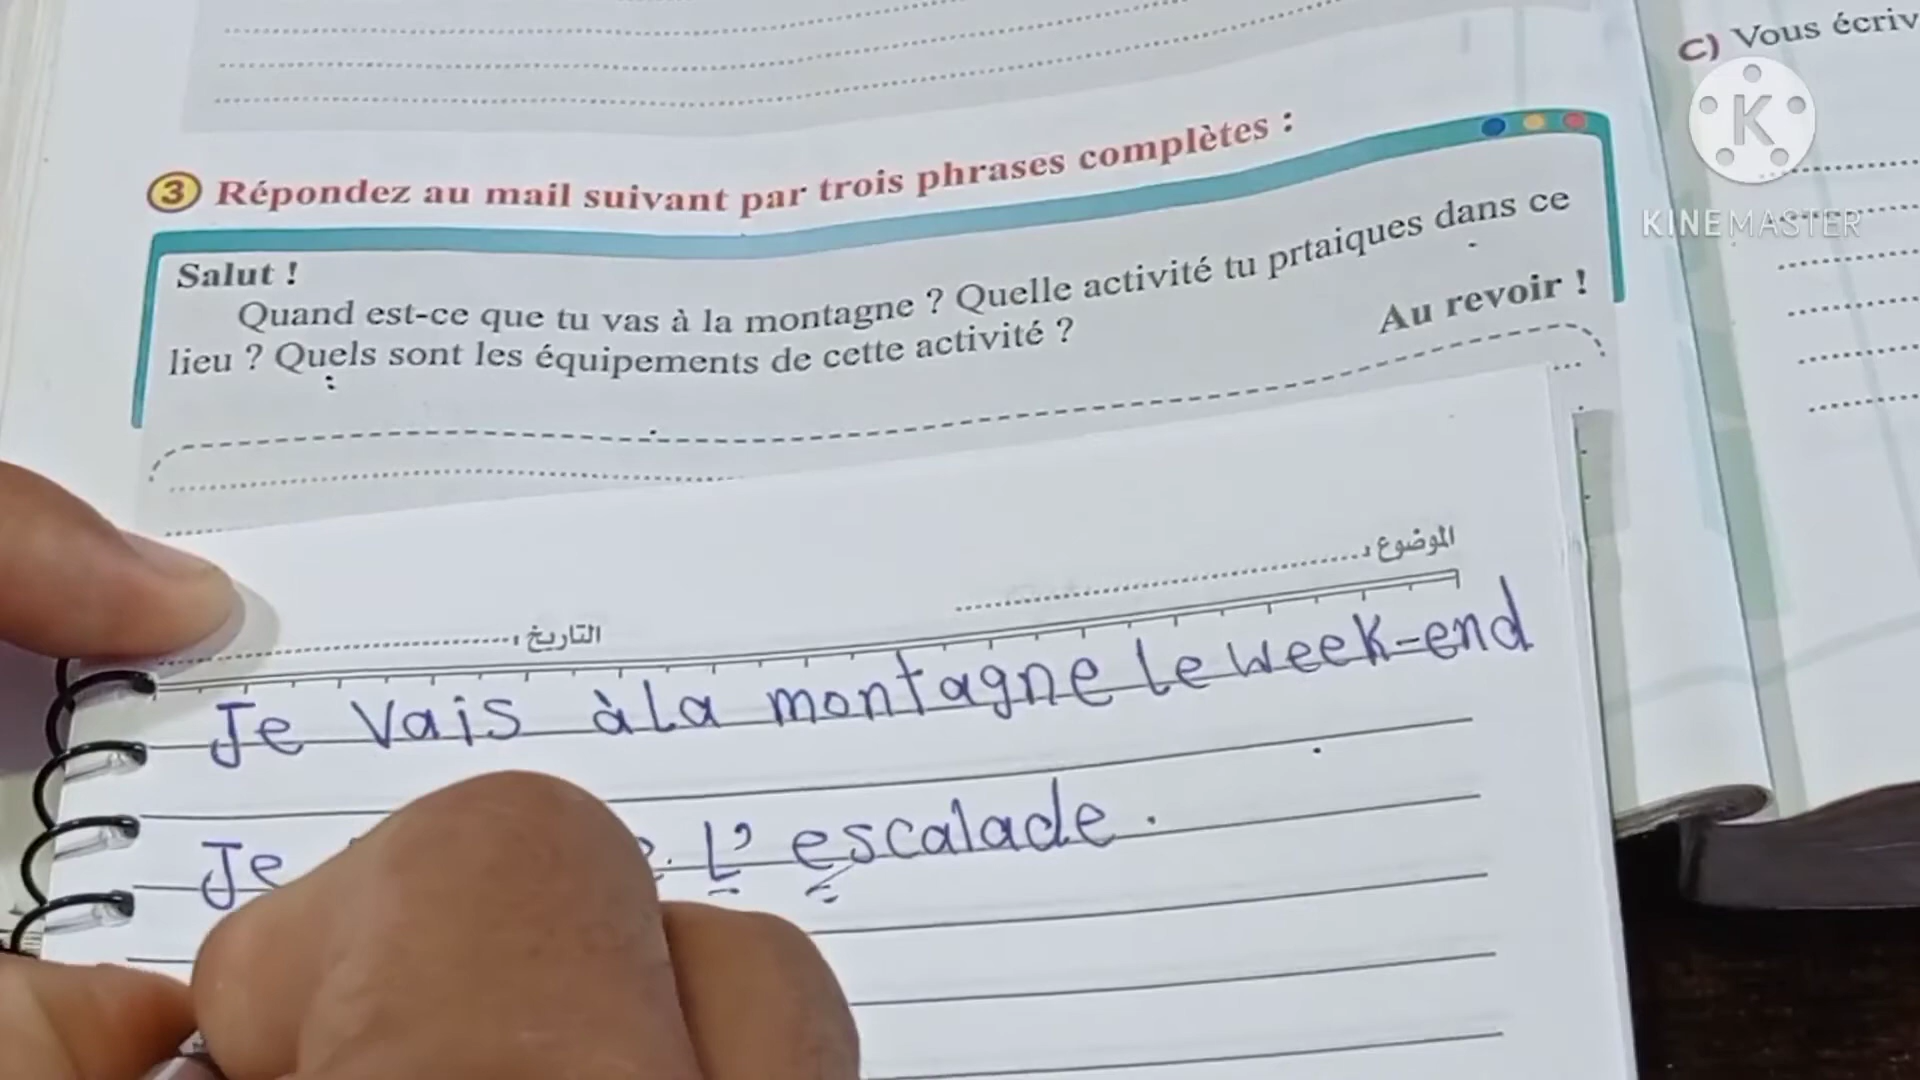 C) Vous écriv
KINEMASTER
3 Répondez au mail suivant par trois phrases complètes :
Salut !
Quand est-ce que tu vas à la montagne ? Quelle activité tu prtaiques dans ce
lieu ? Quels sont les équipements de cette activité ?
Au revoir !
الموضوع :
التاريخ :
Je vais à la montagne le week-end
Je L'escalade.